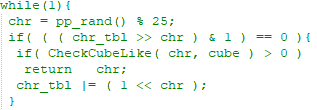 while(1){
chr = pp_rand() % 25;
if( ( ( chr_tbl >> chr ) & 1 ) == 0 ){
if( CheckCubeLike( chr, cube ) > 0 )
return chr;
chr_tbl |= ( 1 << chr );
}